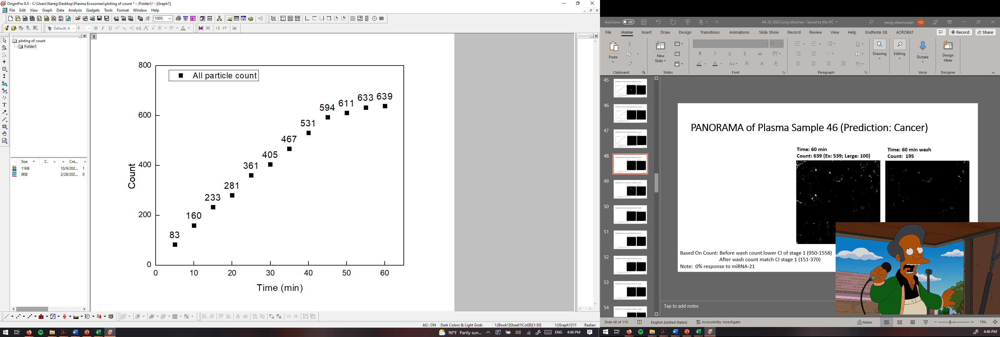 OriginPro 8.5 - C:\Users\Nareg\Desktop\Plasma Exosomes\ploting of count * - /Folder1/ - [Graph1]
File Edit View Graph Data Analysis Gadgets Tools Format Window Help
100%
Default: A 0 B I U
ploting of count
Folder1
Size C. Cre...
11KB 10/9/202... 1
8KB 2/28/202... 0
1
All particle count
800
600
400
200
0
Count
83
160
233
281
361
405
467
531
594
611
633
639
0 10 20 30 40 50 60
Time (min)
AU : ON Dark Colors & Light Grids 1:[Book1]Sheet1!Col(B)[1:30] 1:[Graph1]1!1 Radian
90°F Partly sun... ENG 4:46 PM
AutoSave Off 04-20-2022 lung blind tes • Saved to this PC nareg ohannesian NO
File Home Insert Draw Design Transitions Animations Slide Show Record Review View Help EndNote X8 ACROBAT Record Share
Paste
New
Slide
18
B I U S ab AV
Aa
Drawing
Editing
Dictate
Design
Ideas
Clipboard Slides Font Paragraph Voice Designer
45
46
47
48
49
50
51
52
53
54
PANORAMA of Plasma Sample 46 (Prediction: Cancer)
Time: 60 min
Count: 639 (Ex: 539; Large: 100)
Time: 60 min wash
Count: 195
Based On Count: Before wash count lower CI of stage 1 (950-1558)
After wash count match CI stage 1 (151-370)
Note: 0% response to miRNA-21
Tap to add notes
Slide 48 of 110 English (United States) Accessibility: Investigate Notes 75%
4:46 PM